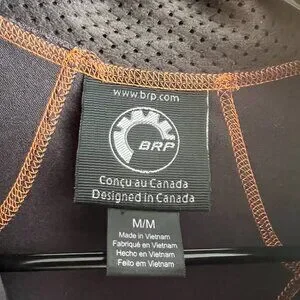 www.brp.com
BRP
Conçu au Canada
Designed in Canada
M/M
Made in Vietnam
Fabriqué en Vietnam
Hecho en Vietnam
Feito em Vietnam